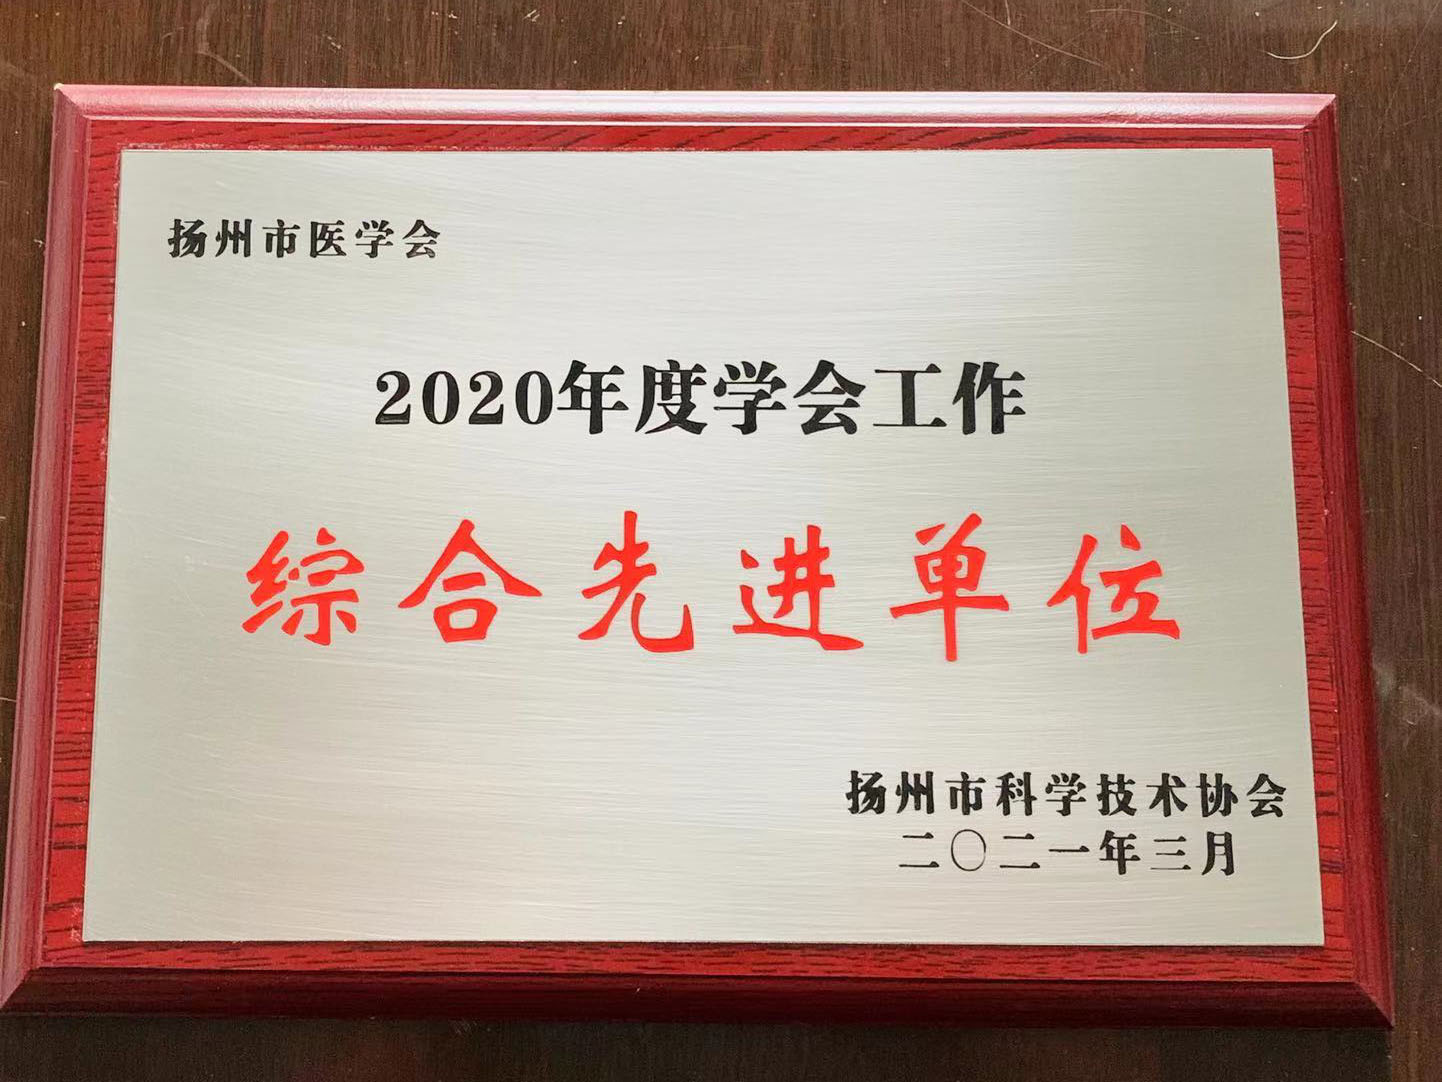 扬州市医学会
2020年度学会工作
综合先进单位
扬州市科学技术协会
二〇二一年三月